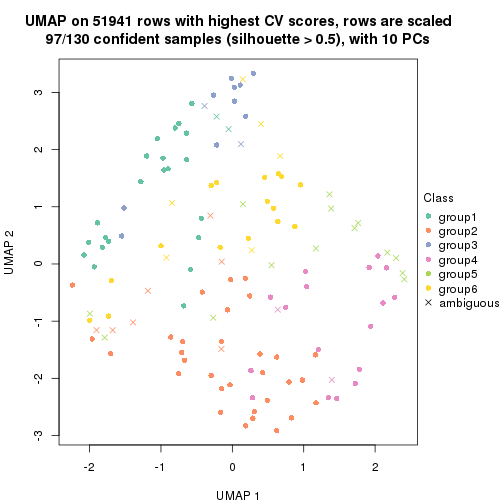 UMAP on 51941 rows with highest CV scores, rows are scaled
97/130 confident samples (silhouette > 0.5), with 10 PCs
3
2
1
0
-1
-2
-3
UMAP 2
-2
-1
0
1
2
UMAP 1
Class
group1
group2
group3
group4
group5
group6
ambiguous